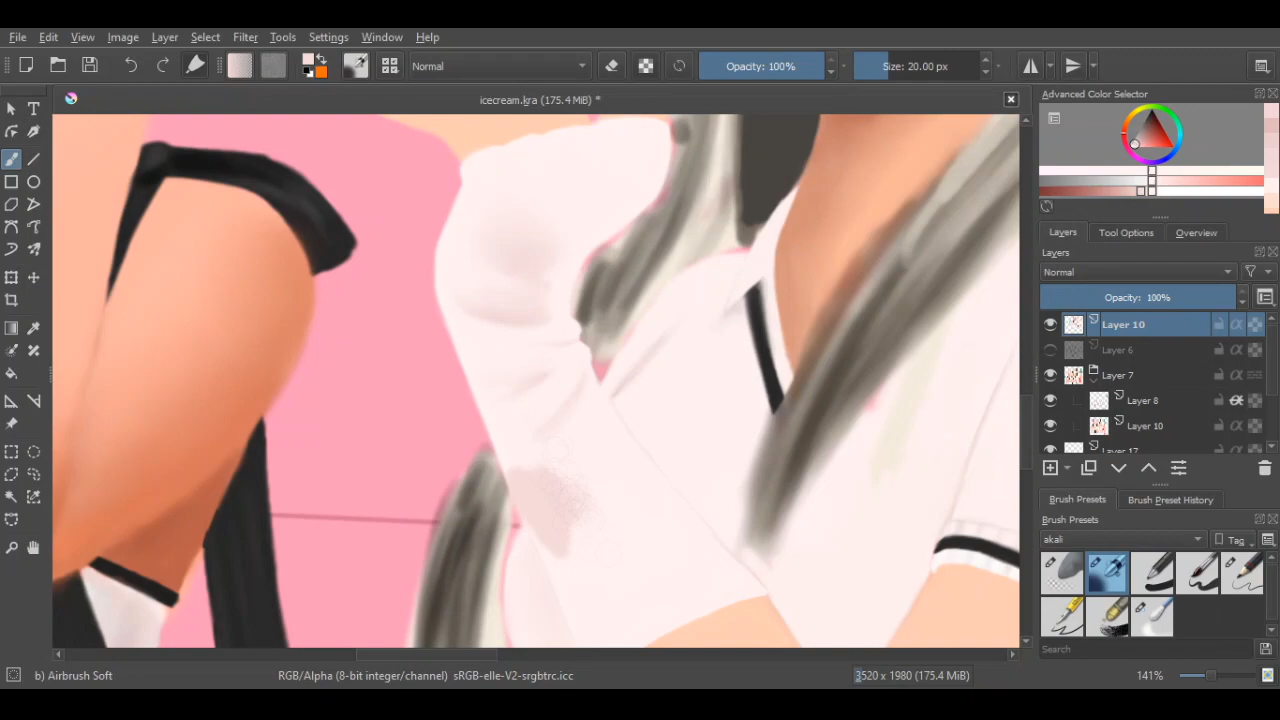 File Edit View Image Layer Select Filter Tools Settings Window Help
Normal Opacity: 100% Size: 20.00 px
icecream.kra (175.4 MiB) *
Advanced Color Selector
Layers Tool Options Overview
Layers
Normal
Opacity: 100%
Layer 10
Layer 6
Layer 7
Layer 8
Layer 10
Layer 17
Brush Presets Brush Preset History
Brush Presets
akali Tag
Search
b) Airbrush Soft RGB/Alpha (8-bit integer/channel) sRGB-elle-V2-srgbtrc.icc 3520 x 1980 (175.4 MiB) 141%